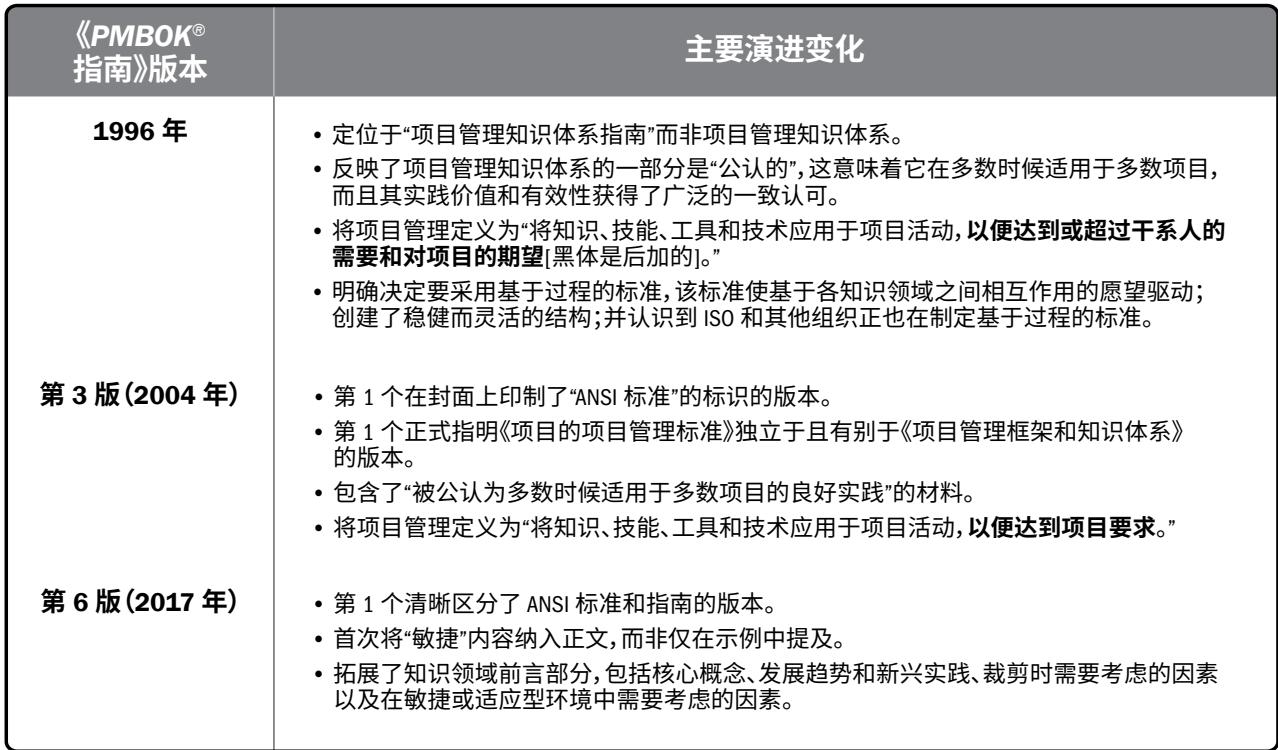 《PMBOK®
指南》版本
主要演进变化
1996 年
• 定位于“项目管理知识体系指南”而非项目管理知识体系。
• 反映了项目管理知识体系的一部分是“公认的”,这意味着它在多数时候适用于多数项目,
而且其实践价值和有效性获得了广泛的一致认可。
• 将项目管理定义为“将知识、技能、工具和技术应用于项目活动,以便达到或超过干系人的
需要和对项目的期望[黑体是后加的]。”
• 明确决定要采用基于过程的标准,该标准使基于各知识领域之间相互作用的愿望驱动;
创建了稳健而灵活的结构;并认识到 ISO 和其他组织正也在制定基于过程的标准。
第 3 版(2004 年)
• 第 1 个在封面上印制了“ANSI 标准”的标识的版本。
• 第 1 个正式指明《项目的项目管理标准》独立于且有别于《项目管理框架和知识体系》
的版本。
• 包含了“被公认为多数时候适用于多数项目的良好实践”的材料。
• 将项目管理定义为“将知识、技能、工具和技术应用于项目活动,以便达到项目要求。”
第 6 版(2017 年)
• 第 1 个清晰区分了 ANSI 标准和指南的版本。
• 首次将“敏捷”内容纳入正文,而非仅在示例中提及。
• 拓展了知识领域前言部分,包括核心概念、发展趋势和新兴实践、裁剪时需要考虑的因素
以及在敏捷或适应型环境中需要考虑的因素。